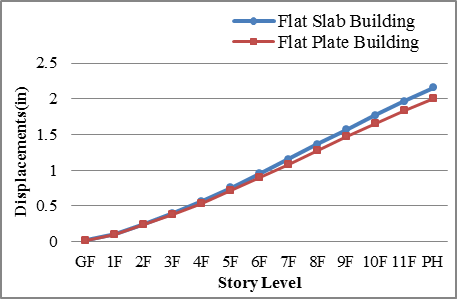 Flat Slab Building
Flat Plate Building
2.5
2
1.5
1
0.5
0
Displacements(in)
GF 1F 2F 3F 4F 5F 6F 7F 8F 9F 10F 11F PH
Story Level